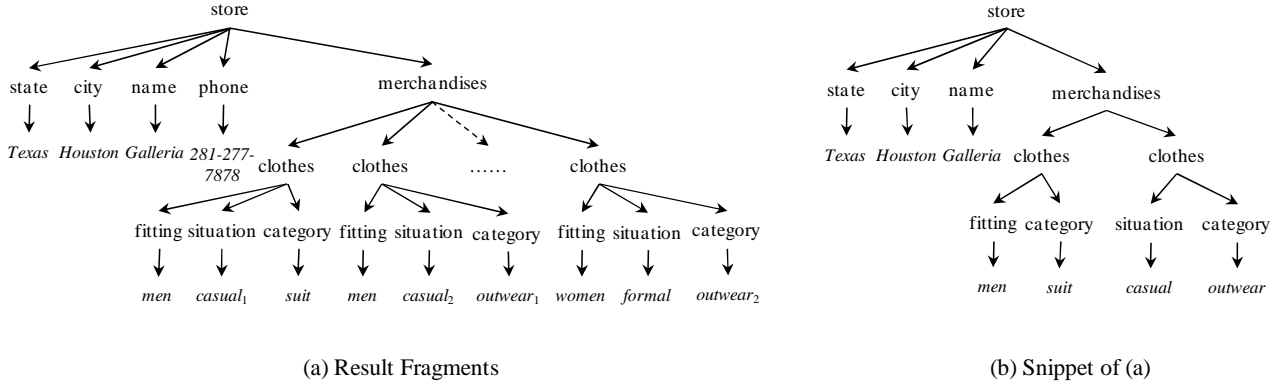 store store
state city name phone merchandises state city name merchandises
Texas Houston Galleria 281-277-
7878 clothes clothes ...... clothes Texas Houston Galleria clothes clothes
fitting situation category fitting situation category fitting situation category fitting category situation category
men casual1 suit men casual2 outwear1 women formal outwear2 men suit casual outwear
(a) Result Fragments (b) Snippet of (a)